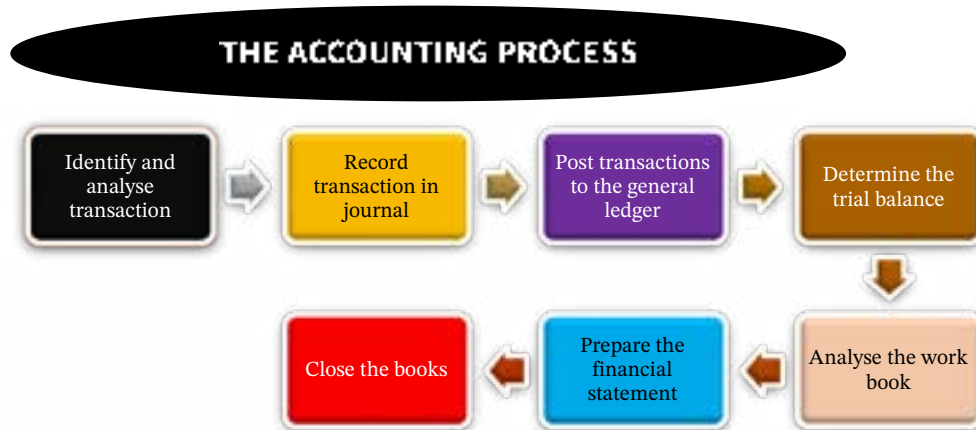 THE ACCOUNTING PROCESS
Identify and
analyse
transaction
Record
transaction in
journal
Post transactions
to the general
ledger
Determine the
trial balance
Analyse the work
book
Prepare the
financial
statement
Close the books